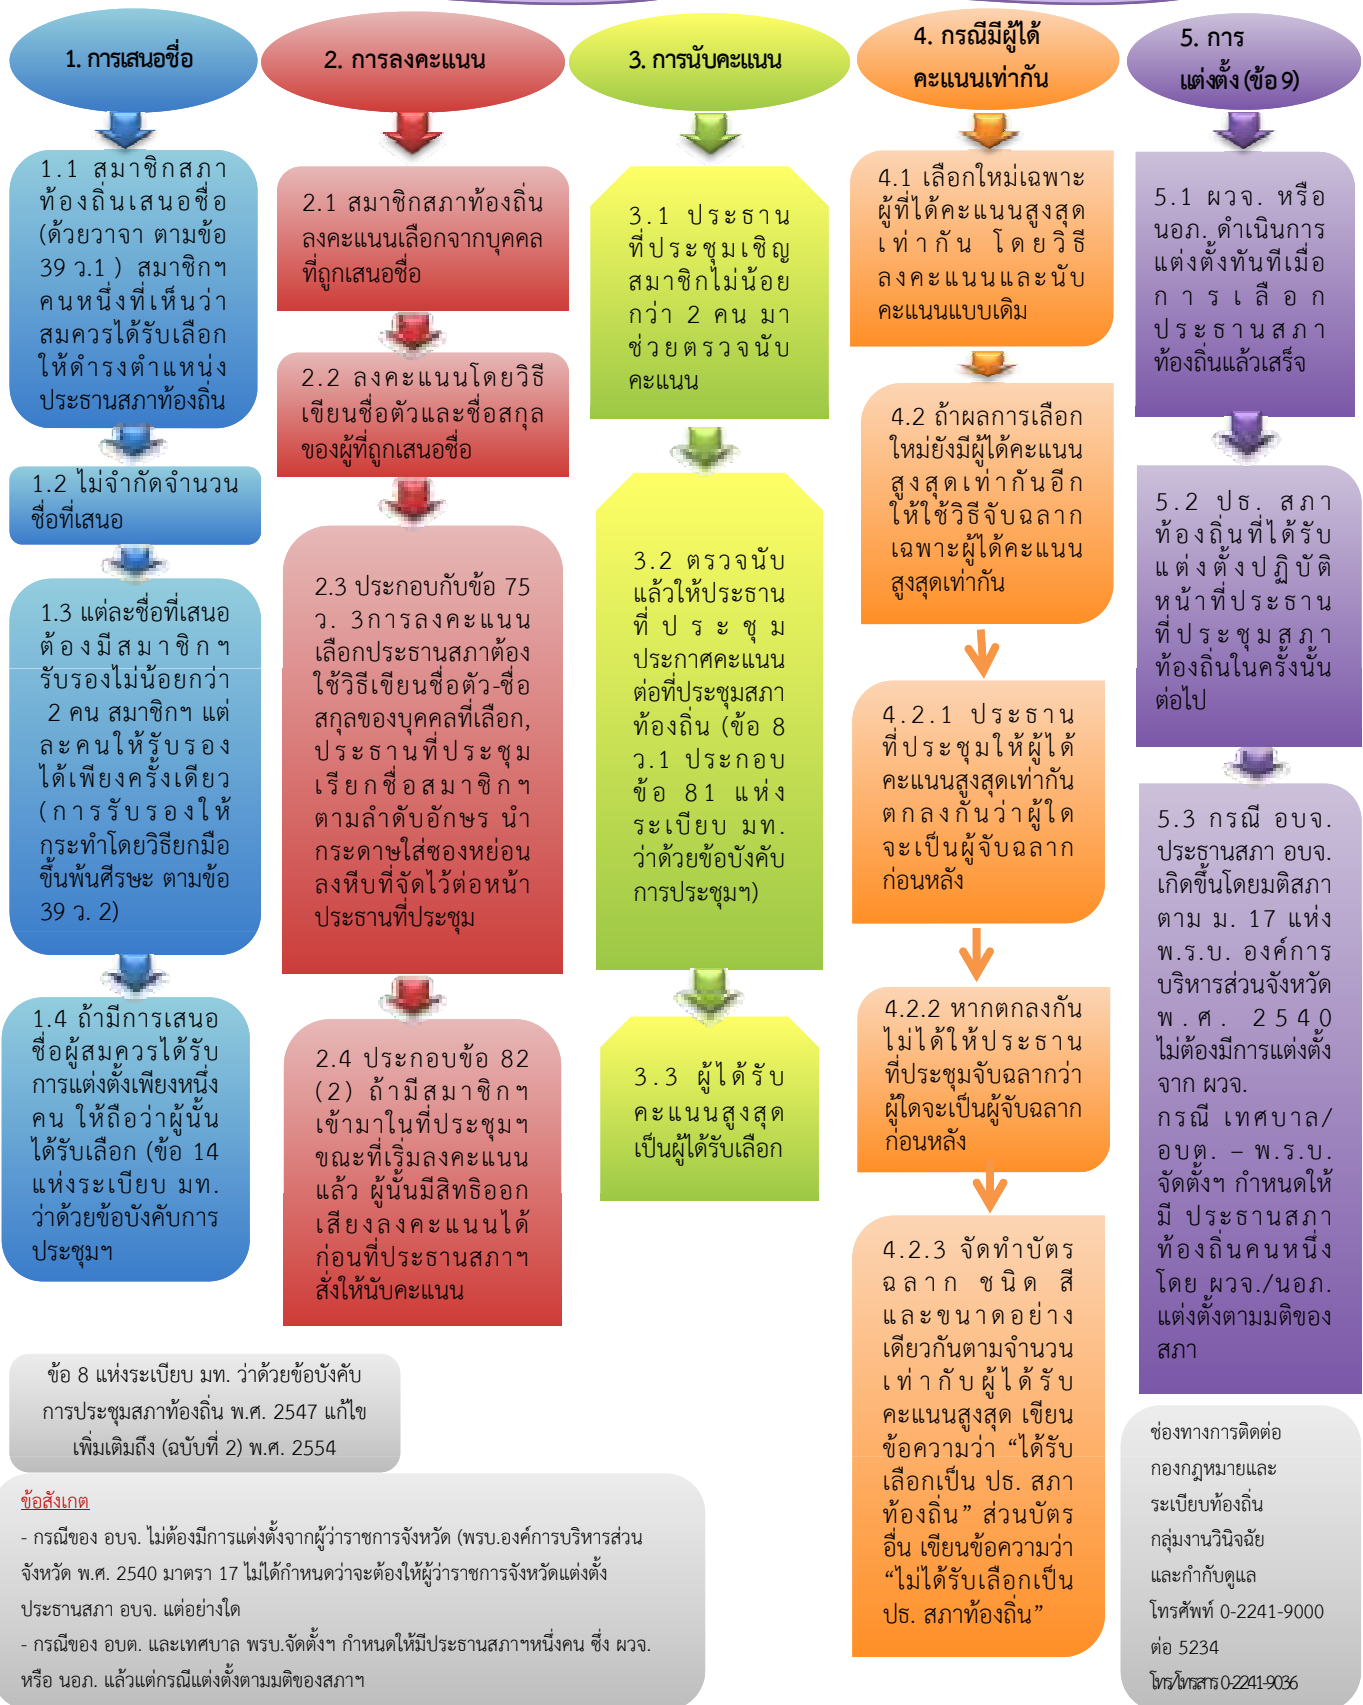 1. การเสนอชื่อ
1.1 สมาชิกสภา
ท้องถิ่นเสนอชื่อ
(ด้วยวาจา ตามข้อ
39 ว.1 ) สมาชิกฯ
คนหนึ่งที่เห็นว่า
สมควรได้รับเลือก
ให้ดำรงตำแหน่ง
ประธานสภาท้องถิ่น
1.2 ไม่จำกัดจำนวน
ชื่อที่เสนอ
1.3 แต่ละชื่อที่เสนอ
ต้องมีสมาชิกฯ
รับรองไม่น้อยกว่า
2 คน สมาชิกฯ แต่
ละคนให้รับรอง
ได้เพียงครั้งเดียว
(การรับรองให้
กระทำโดยวิธียกมือ
ขึ้นพ้นศีรษะ ตามข้อ
39 ว. 2)
1.4 ถ้ามีการเสนอ
ชื่อผู้สมควรได้รับ
การแต่งตั้งเพียงหนึ่ง
คน ให้ถือว่าผู้นั้น
ได้รับเลือก (ข้อ 14
แห่งระเบียบ มท.
ว่าด้วยข้อบังคับการ
ประชุมฯ
2. การลงคะแนน
2.1 สมาชิกสภาท้องถิ่น
ลงคะแนนเลือกจากบุคคล
ที่ถูกเสนอชื่อ
2.2 ลงคะแนนโดยวิธี
เขียนชื่อตัวและชื่อสกุล
ของผู้ที่ถูกเสนอชื่อ
2.3 ประกอบกับข้อ 75
ว. 3การลงคะแนน
เลือกประธานสภาต้อง
ใช้วิธีเขียนชื่อตัว-ชื่อ
สกุลของบุคคลที่เลือก,
ประธานที่ประชุม
เรียกชื่อสมาชิกฯ
ตามลำดับอักษร นำ
กระดาษใส่ซองหย่อน
ลงหีบที่จัดไว้ต่อหน้า
ประธานที่ประชุม
2.4 ประกอบข้อ 82
(2) ถ้ามีสมาชิกฯ
เข้ามาในที่ประชุมฯ
ขณะที่เริ่มลงคะแนน
แล้ว ผู้นั้นมีสิทธิออก
เสียงลงคะแนนได้
ก่อนที่ประธานสภาฯ
สั่งให้นับคะแนน
3. การนับคะแนน
3.1 ประธาน
ที่ประชุมเชิญ
สมาชิกไม่น้อย
กว่า 2 คน มา
ช่วยตรวจนับ
คะแนน
3.2 ตรวจนับ
แล้วให้ประธาน
ที่ประชุม
ประกาศคะแนน
ต่อที่ประชุมสภา
ท้องถิ่น (ข้อ 8
ว.1 ประกอบ
ข้อ 81 แห่ง
ระเบียบ มท.
ว่าด้วยข้อบังคับ
การประชุมฯ)
3.3 ผู้ได้รับ
คะแนนสูงสุด
เป็นผู้ได้รับเลือก
4. กรณีมีผู้ได้
คะแนนเท่ากัน
4.1 เลือกใหม่เฉพาะ
ผู้ที่ได้คะแนนสูงสุด
เท่ากัน โดยวิธี
ลงคะแนนและนับ
คะแนนแบบเดิม
4.2 ถ้าผลการเลือก
ใหม่ยังมีผู้ได้คะแนน
สูงสุดเท่ากันอีก
ให้ใช้วิธีจับฉลาก
เฉพาะผู้ได้คะแนน
สูงสุดเท่ากัน
4.2.1 ประธาน
ที่ประชุมให้ผู้ได้
คะแนนสูงสุดเท่ากัน
ตกลงกันว่าผู้ใด
จะเป็นผู้จับฉลาก
ก่อนหลัง
4.2.2 หากตกลงกัน
ไม่ได้ให้ประธาน
ที่ประชุมจับฉลากว่า
ผู้ใดจะเป็นผู้จับฉลาก
ก่อนหลัง
4.2.3 จัดทำบัตร
ฉลาก ชนิด สี
และขนาดอย่าง
เดียวกันตามจำนวน
เท่ากับผู้ได้รับ
คะแนนสูงสุด เขียน
ข้อความว่า “ได้รับ
เลือกเป็น ปธ. สภา
ท้องถิ่น” ส่วนบัตร
อื่น เขียนข้อความว่า
“ไม่ได้รับเลือกเป็น
ปธ. สภาท้องถิ่น”
5. การ
แต่งตั้ง (ข้อ 9)
5.1 ผวจ. หรือ
นอภ. ดำเนินการ
แต่งตั้งทันทีเมื่อ
การเลือก
ประธานสภา
ท้องถิ่นแล้วเสร็จ
5.2 ปธ. สภา
ท้องถิ่นที่ได้รับ
แต่งตั้งปฏิบัติ
หน้าที่ประธาน
ที่ประชุมสภา
ท้องถิ่นในครั้งนั้น
ต่อไป
5.3 กรณี อบจ.
ประธานสภา อบจ.
เกิดขึ้นโดยมติสภา
ตาม ม. 17 แห่ง
พ.ร.บ. องค์การ
บริหารส่วนจังหวัด
พ.ศ. 2540
ไม่ต้องมีการแต่งตั้ง
จาก ผวจ.
กรณี เทศบาล/
อบต. – พ.ร.บ.
จัดตั้งฯ กำหนดให้
มี ประธานสภา
ท้องถิ่นคนหนึ่ง
โดย ผวจ./นอภ.
แต่งตั้งตามมติของ
สภา
ข้อ 8 แห่งระเบียบ มท. ว่าด้วยข้อบังคับ
การประชุมสภาท้องถิ่น พ.ศ. 2547 แก้ไข
เพิ่มเติมถึง (ฉบับที่ 2) พ.ศ. 2554
ข้อสังเกต
- กรณีของ อบจ. ไม่ต้องมีการแต่งตั้งจากผู้ว่าราชการจังหวัด (พรบ.องค์การบริหารส่วน
จังหวัด พ.ศ. 2540 มาตรา 17 ไม่ได้กำหนดว่าจะต้องให้ผู้ว่าราชการจังหวัดแต่งตั้ง
ประธานสภา อบจ. แต่อย่างใด
- กรณีของ อบต. และเทศบาล พรบ.จัดตั้งฯ กำหนดให้มีประธานสภาฯหนึ่งคน ซึ่ง ผวจ.
หรือ นอภ. แล้วแต่กรณีแต่งตั้งตามมติของสภาฯ
ช่องทางการติดต่อ
กองกฎหมายและ
ระเบียบท้องถิ่น
กลุ่มงานวินิจฉัย
และกำกับดูแล
โทรศัพท์ 0-2241-9000
ต่อ 5234
โทร/โทรสาร 0-2241-9036